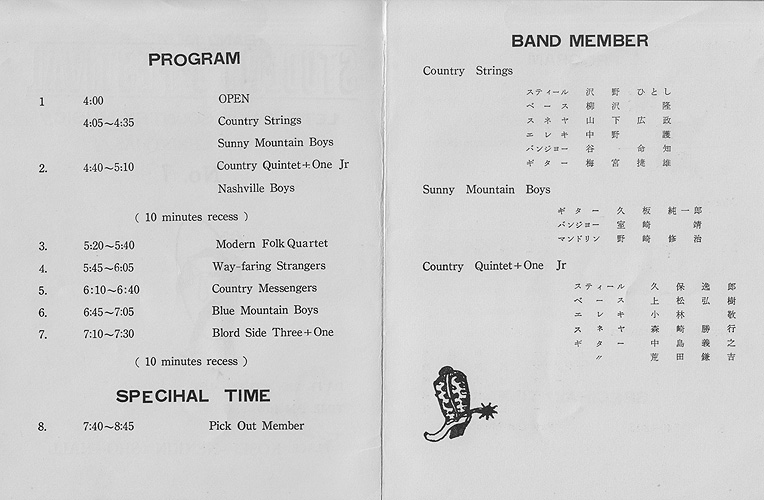 PROGRAM
1 4:00 OPEN
4:05～4:35 Country Strings
Sunny Mountain Boys
2. 4:40～5:10 Country Quintet+One Jr
Nashville Boys
( 10 minutes recess )
3. 5:20～5:40 Modern Folk Quartet
4. 5:45～6:05 Way-faring Strangers
5. 6:10～6:40 Country Messengers
6. 6:45～7:05 Blue Mountain Boys
7. 7:10～7:30 Blord Side Three+One
( 10 minutes recess )
SPECIHAL TIME
8. 7:40～8:45 Pick Out Member
BAND MEMBER
Country Strings
スティール 沢野ひとし
ベース 柳沢 隆
スネヤ 山下広政
エレキ 中野 護
バンジョー 谷 命知
ギター 梅宮 捷雄
Sunny Mountain Boys
ギター 久板純一郎
バンジョー 室崎 靖
マンドリン 野崎修治
Country Quintet+One Jr
スティール 久保逸郎
ベース 上松弘樹
エレキ 小林 敬
スネヤ 森崎勝行
ギター 中島義之
〃 荒田鎌吉